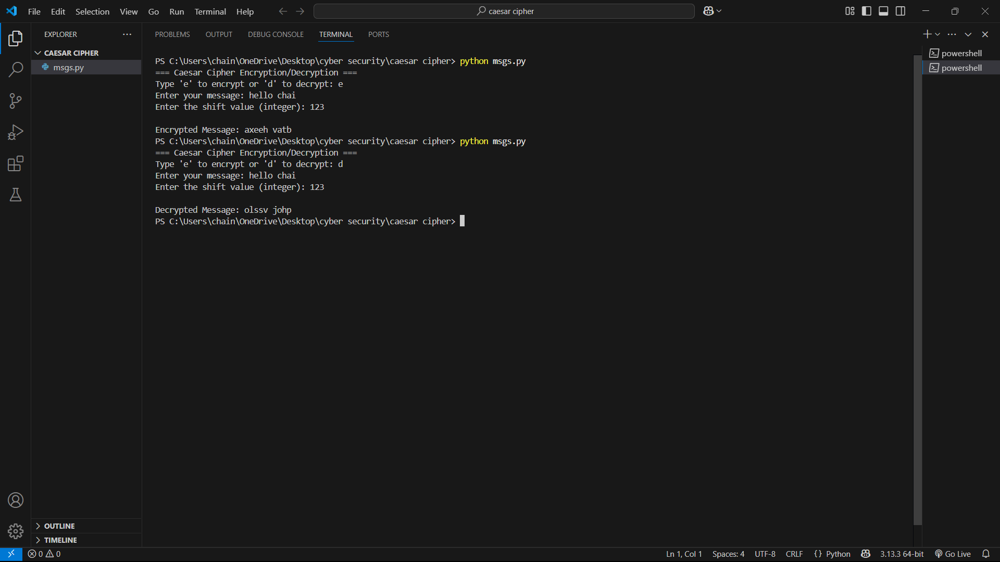 File Edit Selection View Go Run Terminal Help
caesar cipher
EXPLORER
CAESAR CIPHER
msgs.py
PROBLEMS OUTPUT DEBUG CONSOLE TERMINAL PORTS
PS C:\Users\chain\OneDrive\Desktop\cyber security\caesar cipher> python msgs.py
=== Caesar Cipher Encryption/Decryption ===
Type 'e' to encrypt or 'd' to decrypt: e
Enter your message: hello chai
Enter the shift value (integer): 123
Encrypted Message: axeeh vatb
PS C:\Users\chain\OneDrive\Desktop\cyber security\caesar cipher> python msgs.py
=== Caesar Cipher Encryption/Decryption ===
Type 'e' to encrypt or 'd' to decrypt: d
Enter your message: hello chai
Enter the shift value (integer): 123
Decrypted Message: olssv johp
PS C:\Users\chain\OneDrive\Desktop\cyber security\caesar cipher>
powershell
powershell
OUTLINE
TIMELINE
0 0
Ln 1, Col 1 Spaces: 4 UTF-8 CRLF {} Python 3.13.3 64-bit Go Live